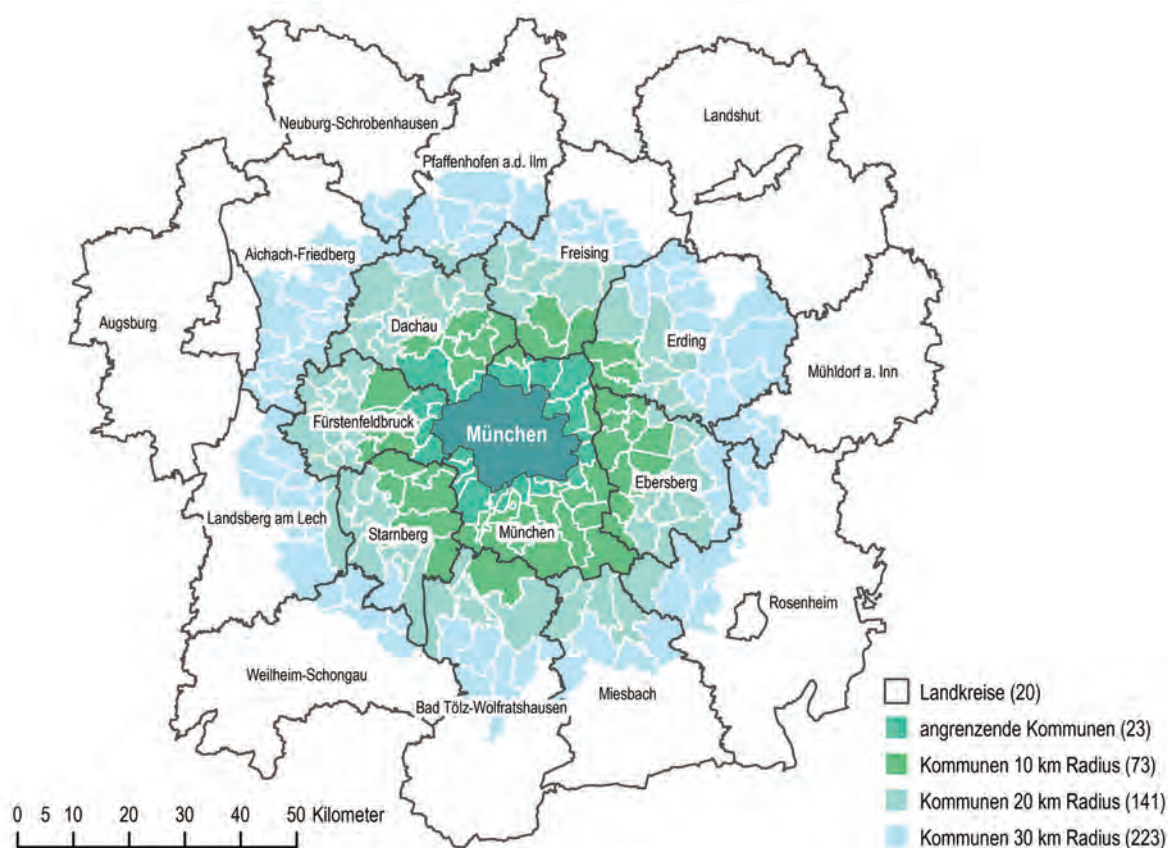 Neuburg-Schrobenhausen
Landshut
Pfaffenhofen a.d. Ilm
Aichach-Friedberg
Freising
Augsburg
Dachau
Erding
Mühldorf a. Inn
Fürstenfeldbruck
München
Ebersberg
Landsberg am Lech
Starnberg
München
Rosenheim
Weilheim-Schongau
Miesbach
Bad Tölz-Wolfratshausen
Landkreise (20)
angrenzende Kommunen (23)
Kommunen 10 km Radius (73)
Kommunen 20 km Radius (141)
Kommunen 30 km Radius (223)
0 5 10 20 30 40 50 Kilometer